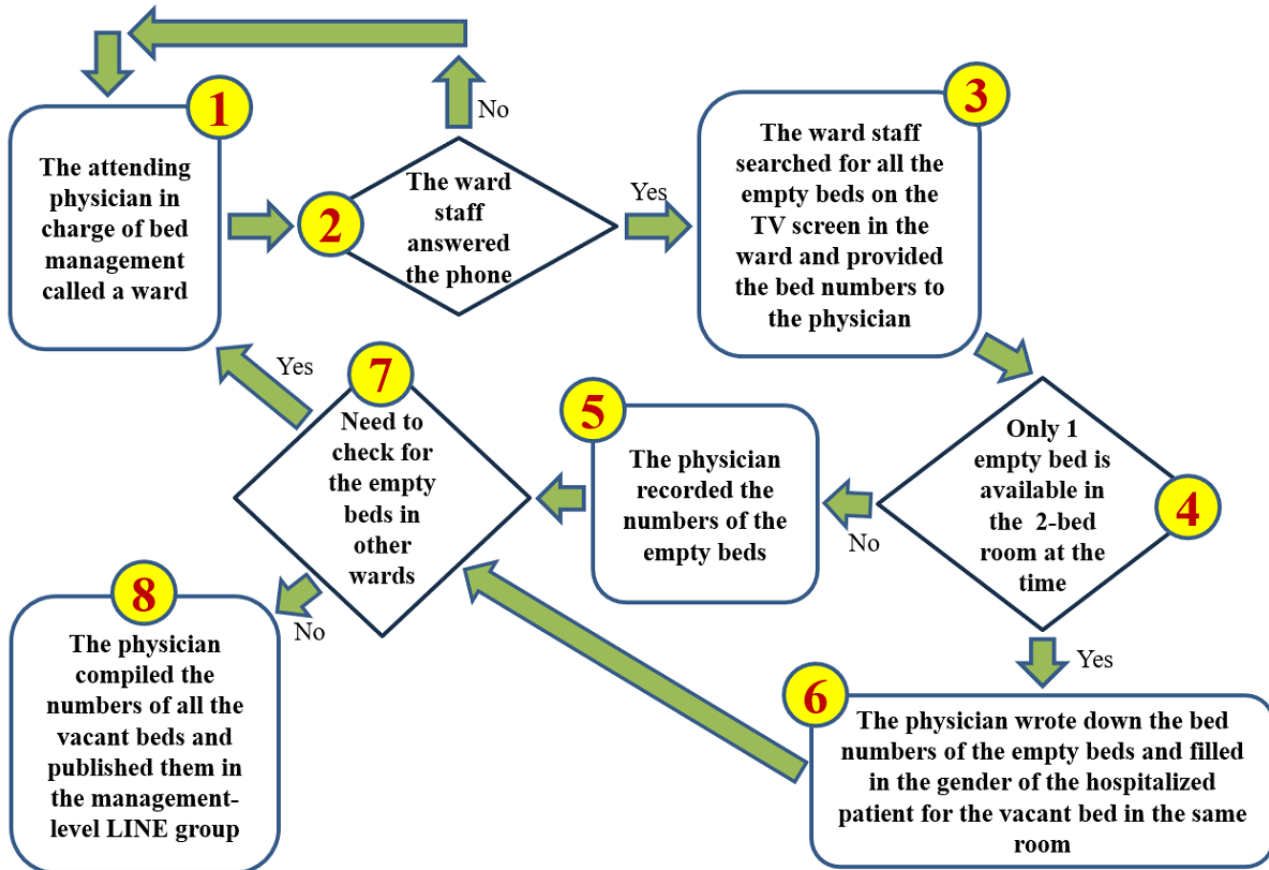 1
The attending
physician in
charge of bed
management
called a ward
2
The ward
staff
answered
the phone
No
Yes
3
The ward staff
searched for all the
empty beds on the
TV screen in the
ward and provided
the bed numbers to
the physician
4
Only 1
empty bed is
available in
the 2-bed
room at the
time
No
Yes
5
The physician
recorded the
numbers of the
empty beds
6
The physician wrote down the bed
numbers of the empty beds and filled
in the gender of the hospitalized
patient for the vacant bed in the same
room
7
Need to
check for
the empty
beds in
other
wards
Yes
No
8
The physician
compiled the
numbers of all the
vacant beds and
published them in
the management-
level LINE group